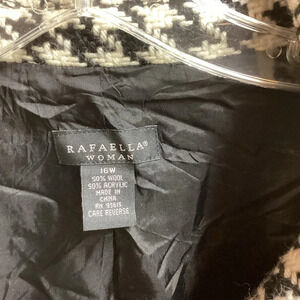 RAFAELLA®
WOMAN
16W
50% WOOL
50% ACRYLIC
MADE IN
CHINA
RN 93615
CARE REVERSE